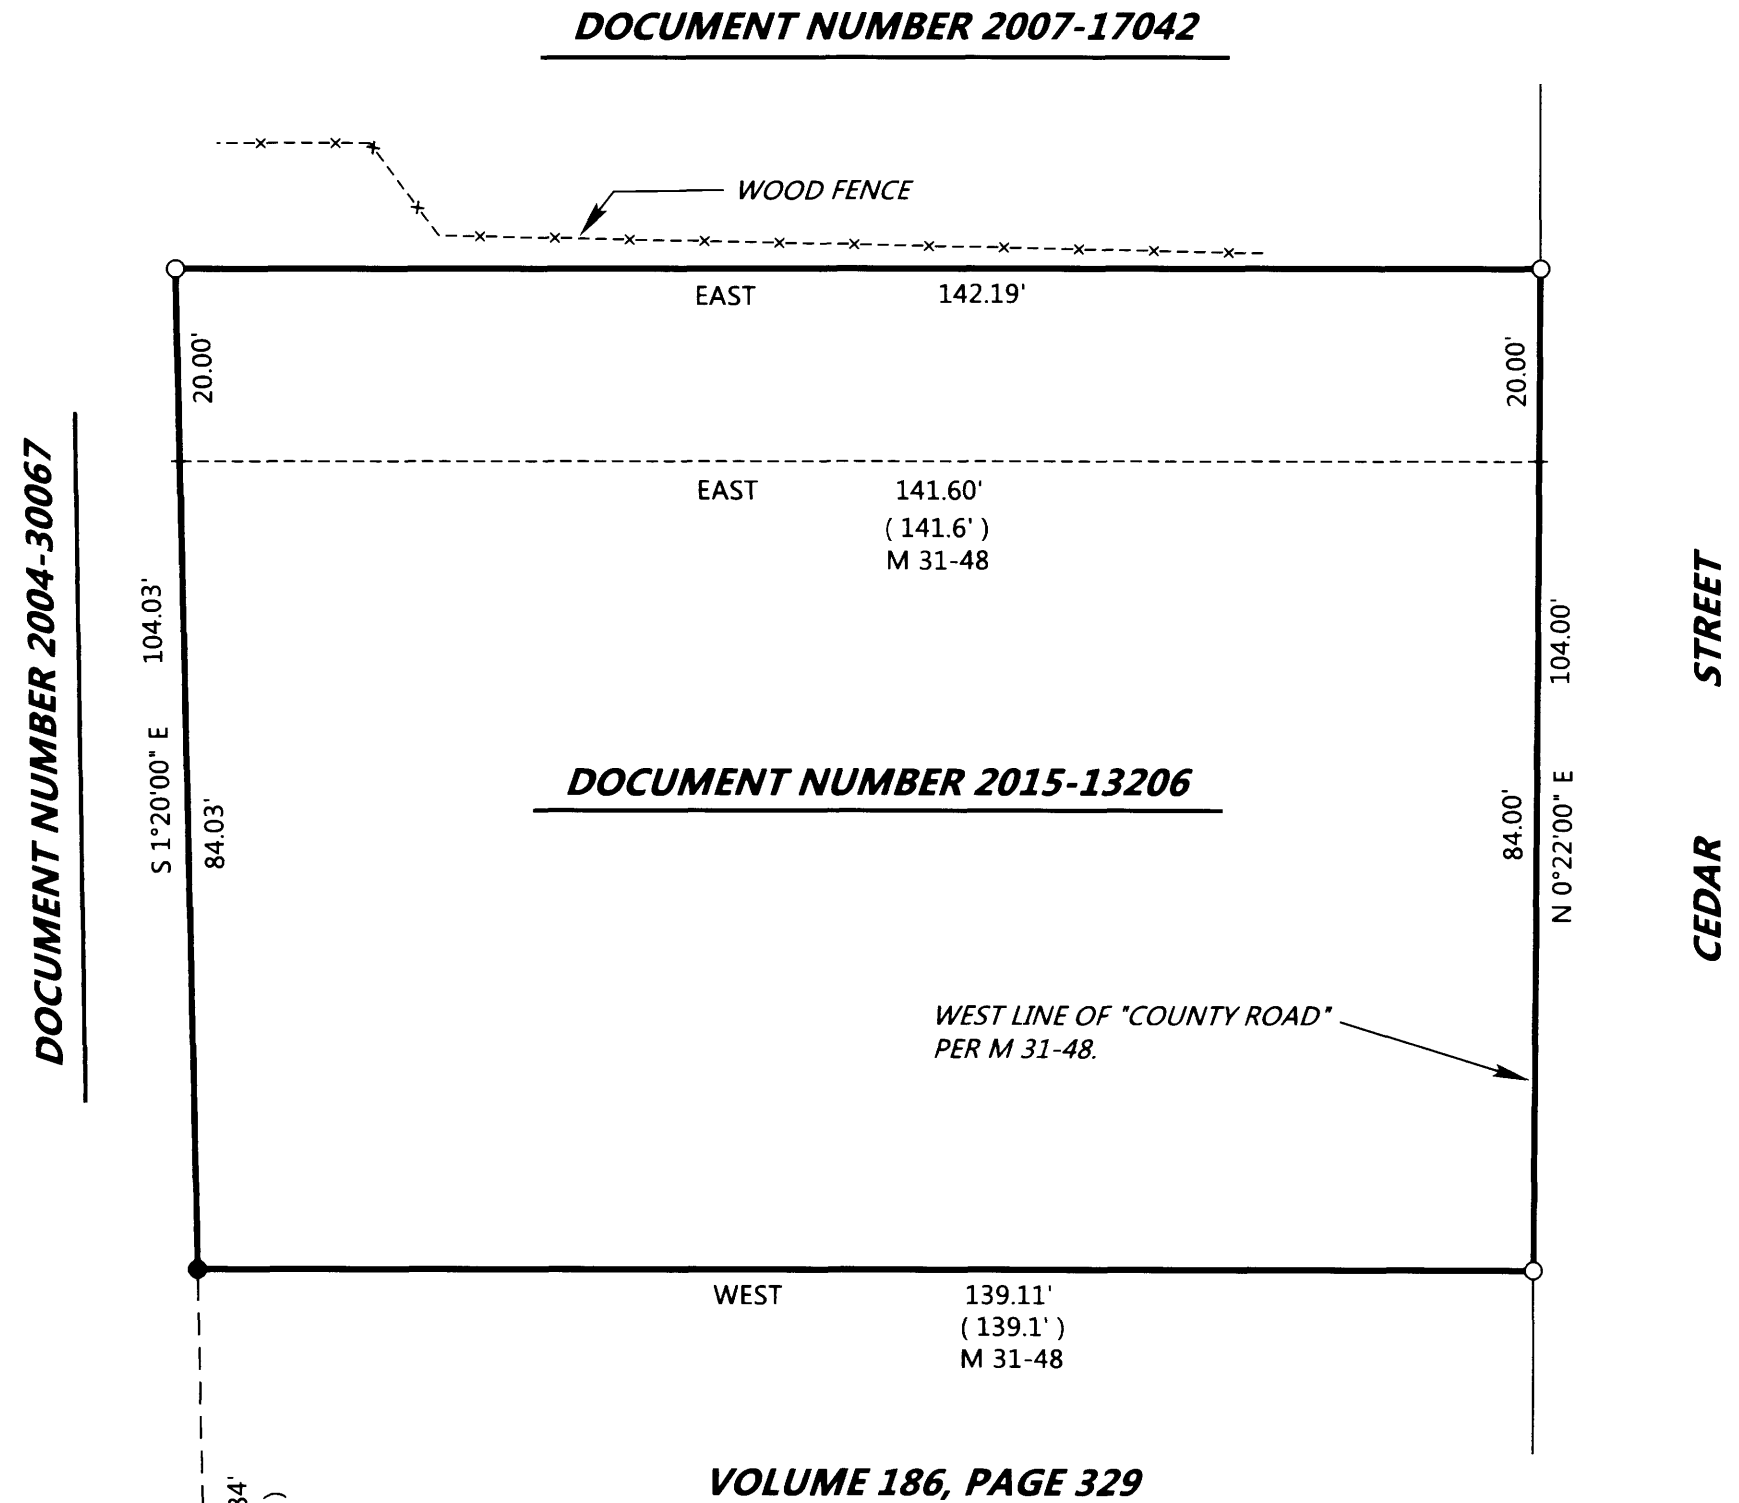 DOCUMENT NUMBER 2007-17042
WOOD FENCE
EAST 142.19'
20.00'
20.00'
EAST 141.60'
( 141.6' )
M 31-48
DOCUMENT NUMBER 2004-30067
S 1°20'00" E 104.03'
84.03'
DOCUMENT NUMBER 2015-13206
84.00'
N 0°22'00" E 104.00'
CEDAR STREET
WEST LINE OF "COUNTY ROAD"
PER M 31-48.
WEST 139.11'
( 139.1' )
M 31-48
VOLUME 186, PAGE 329